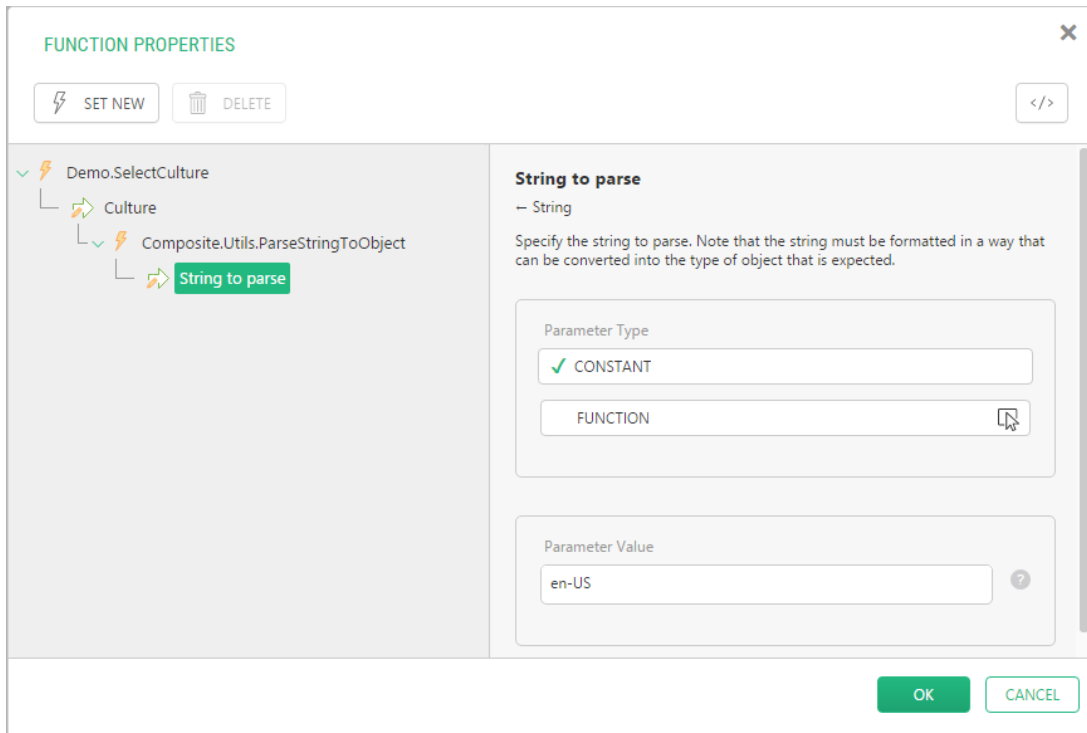 FUNCTION PROPERTIES
SET NEW
DELETE
</>
Demo.SelectCulture
Culture
Composite.Utils.ParseStringToObject
String to parse
String to parse
← String
Specify the string to parse. Note that the string must be formatted in a way that
can be converted into the type of object that is expected.
Parameter Type
✓ CONSTANT
FUNCTION
Parameter Value
en-US
?
OK
CANCEL